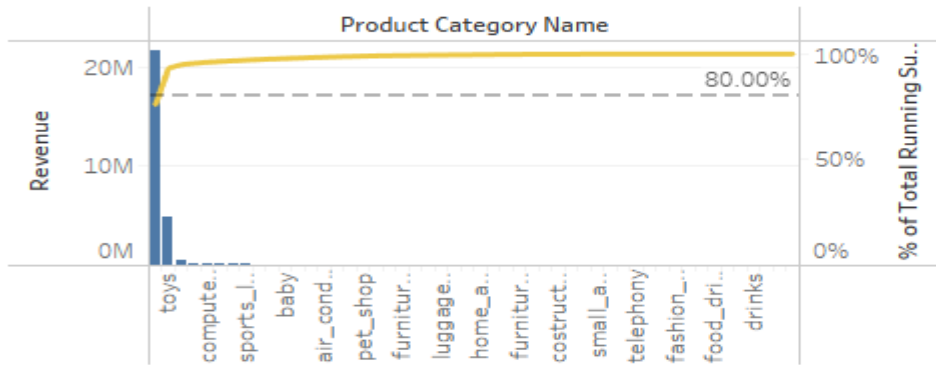 Product Category Name
Revenue
20M
10M
0M
80.00%
100%
50%
0%
% of Total Running Su..
toys
compute..
sports_l..
baby
air_cond..
pet_shop
furnitur..
luggage..
home_a..
furnitur..
costruct..
small_a..
telephony
fashion_..
food_dri..
drinks